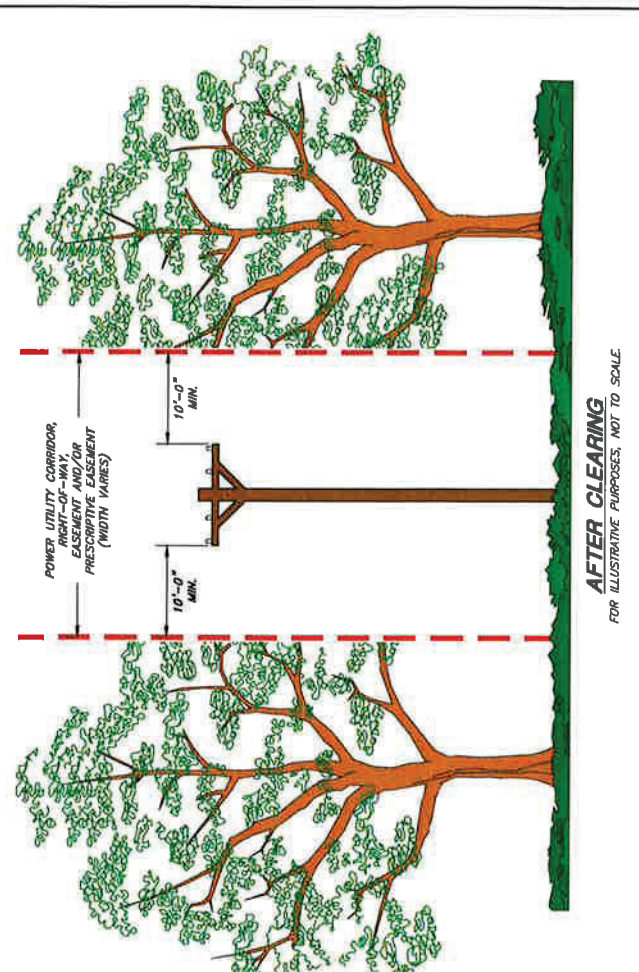 POWER UTILITY CORRIDOR,
RIGHT-OF-WAY,
EASEMENT AND/OR
PRESCRIPTIVE EASEMENT
(WIDTH VARIES)
10'-0"
MIN.
10'-0"
MIN.
AFTER CLEARING
FOR ILLUSTRATIVE PURPOSES, NOT TO SCALE.